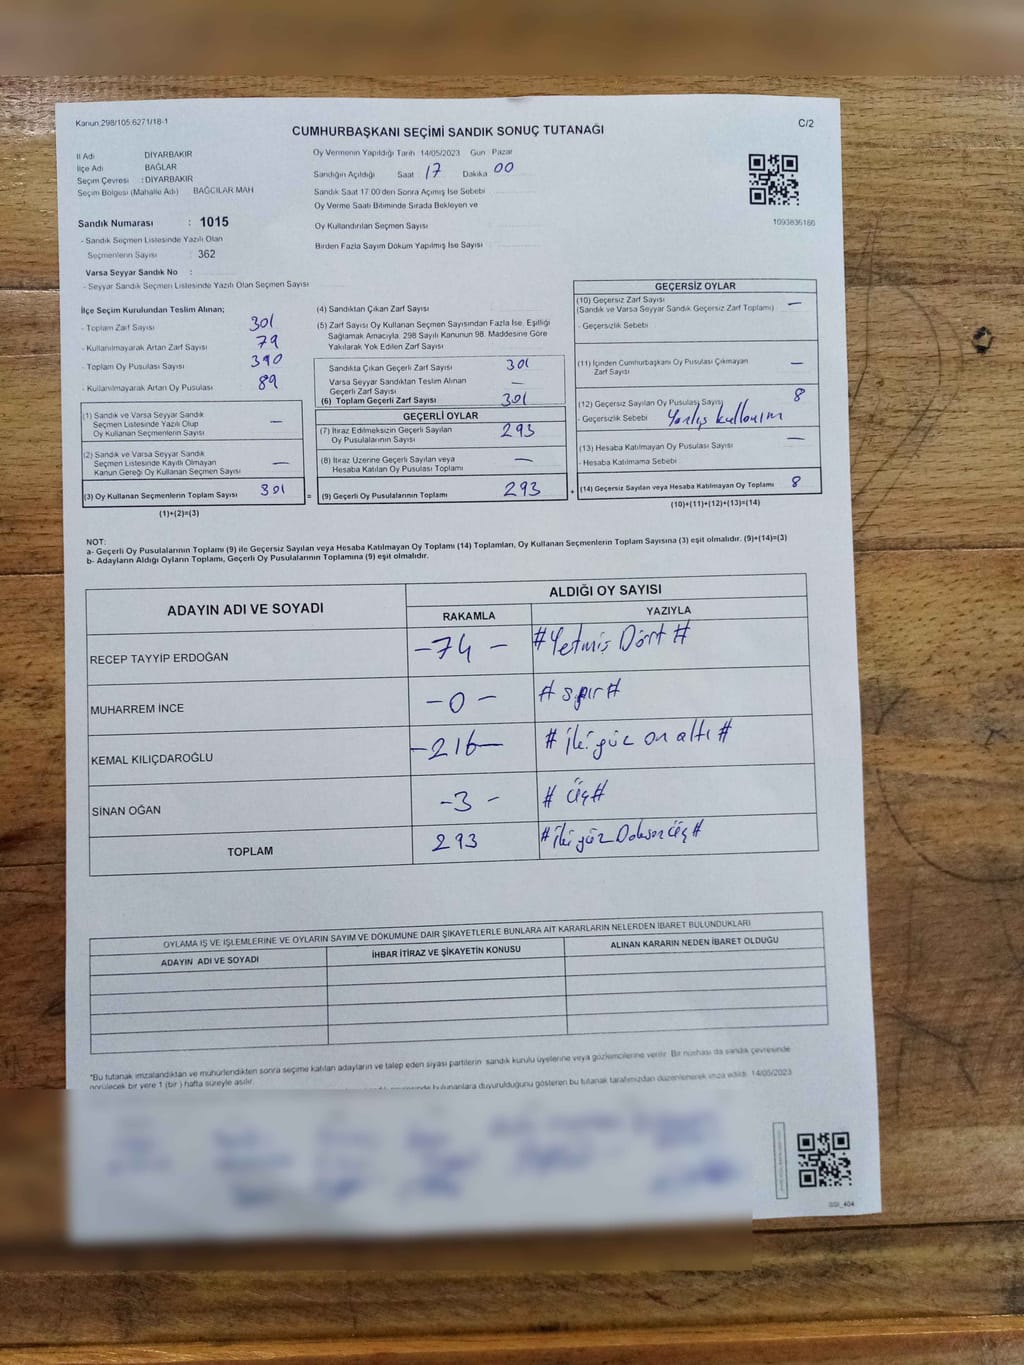 Kanun 298/105 6271/18-1
CUMHURBAŞKANI SEÇİMİ SANDIK SONUÇ TUTANAĞI
C/2
İl Adı DİYARBAKIR
İlçe Adı BAĞLAR
Seçim Çevresi : DİYARBAKIR
Seçim Bölgesi (Mahalle Adı) BAĞCILAR MAH
Sandık Numarası : 1015
- Sandık Seçmen Listesinde Yazılı Olan
Seçmenlerin Sayısı : 362
Varsa Seyyar Sandık No :
- Seyyar Sandık Seçmen Listesinde Yazılı Olan Seçmen Sayısı
Oy Vermenin Yapıldığı Tarih 14/05/2023 Gün Pazar
Sandığın Açıldığı Saat 17 Dakika 00
Sandık Saat 17.00'den Sonra Açılmış İse Sebebi
Oy Verme Saati Bitiminde Sırada Bekleyen ve
Oy Kullandırılan Seçmen Sayısı
Birden Fazla Sayım Döküm Yapılmış İse Sayısı
1093836166
İlçe Seçim Kurulundan Teslim Alınan;
- Toplam Zarf Sayısı 301
- Kullanılmayarak Artan Zarf Sayısı 79
- Toplam Oy Pusulası Sayısı 390
- Kullanılmayarak Artan Oy Pusulası 89
(1) Sandık ve Varsa Seyyar Sandık
Seçmen Listesinde Yazılı Olup
Oy Kullanan Seçmenlerin Sayısı —
(2) Sandık ve Varsa Seyyar Sandık
Seçmen Listesinde Kayıtlı Olmayan
Kanun Gereği Oy Kullanan Seçmen Sayısı —
(3) Oy Kullanan Seçmenlerin Toplam Sayısı 301 =
(1)+(2)=(3)
(4) Sandıktan Çıkan Zarf Sayısı
(5) Zarf Sayısı Oy Kullanan Seçmen Sayısından Fazla İse, Eşitliği
Sağlamak Amacıyla, 298 Sayılı Kanunun 98. Maddesine Göre
Yakılarak Yok Edilen Zarf Sayısı
Sandıkta Çıkan Geçerli Zarf Sayısı 301
Varsa Seyyar Sandıktan Teslim Alınan
Geçerli Zarf Sayısı —
(6) Toplam Geçerli Zarf Sayısı 301
GEÇERLİ OYLAR
(7) İtiraz Edilmeksizin Geçerli Sayılan
Oy Pusulalarının Sayısı 293
(8) İtiraz Üzerine Geçerli Sayılan veya
Hesaba Katılan Oy Pusulası Toplamı —
(9) Geçerli Oy Pusulalarının Toplamı 293 +
GEÇERSİZ OYLAR
(10) Geçersiz Zarf Sayısı
(Sandık ve Varsa Seyyar Sandık Geçersiz Zarf Toplamı) —
- Geçersizlik Sebebi
(11) İçinden Cumhurbaşkanı Oy Pusulası Çıkmayan
Zarf Sayısı —
(12) Geçersiz Sayılan Oy Pusulası Sayısı 8
- Geçersizlik Sebebi Yanlış kullanım
(13) Hesaba Katılmayan Oy Pusulası Sayısı —
- Hesaba Katılmama Sebebi
(14) Geçersiz Sayılan veya Hesaba Katılmayan Oy Toplamı 8
(10)+(11)+(12)+(13)=(14)
NOT:
a- Geçerli Oy Pusulalarının Toplamı (9) ile Geçersiz Sayılan veya Hesaba Katılmayan Oy Toplamı (14) Toplamları, Oy Kullanan Seçmenlerin Toplam Sayısına (3) eşit olmalıdır. (9)+(14)=(3)
b- Adayların Aldığı Oyların Toplamı, Geçerli Oy Pusulalarının Toplamına (9) eşit olmalıdır.
ADAYIN ADI VE SOYADI
ALDIĞI OY SAYISI
RAKAMLA YAZIYLA
RECEP TAYYİP ERDOĞAN -74- #Yetmiş Dört#
MUHARREM İNCE -0- #sıfır#
KEMAL KILIÇDAROĞLU -216- #iki yüz on altı#
SİNAN OĞAN -3- #Üç#
TOPLAM 293 #iki yüz Doksan Üç#
OYLAMA İŞ VE İŞLEMLERİNE VE OYLARIN SAYIM VE DÖKÜMÜNE DAİR ŞİKAYETLERLE BUNLARA AİT KARARLARIN NELERDEN İBARET BULUNDUKLARI
ADAYIN ADI VE SOYADI İHBAR İTİRAZ VE ŞİKAYETİN KONUSU ALINAN KARARIN NEDEN İBARET OLDUĞU
*Bu tutanak imzalandıktan ve mühürlendikten sonra seçime katılan adayların ve talep eden siyasi partilerin sandık kurulu üyelerine veya gözlemcilerine verilir. Bir nüshası da sandık çevresinde
görülecek bir yere 1 (bir) hafta süreyle asılır.
bulunanlara duyurulduğunu gösteren bu tutanak tarafımızdan düzenlenerek imza edildi. 14/05/2023